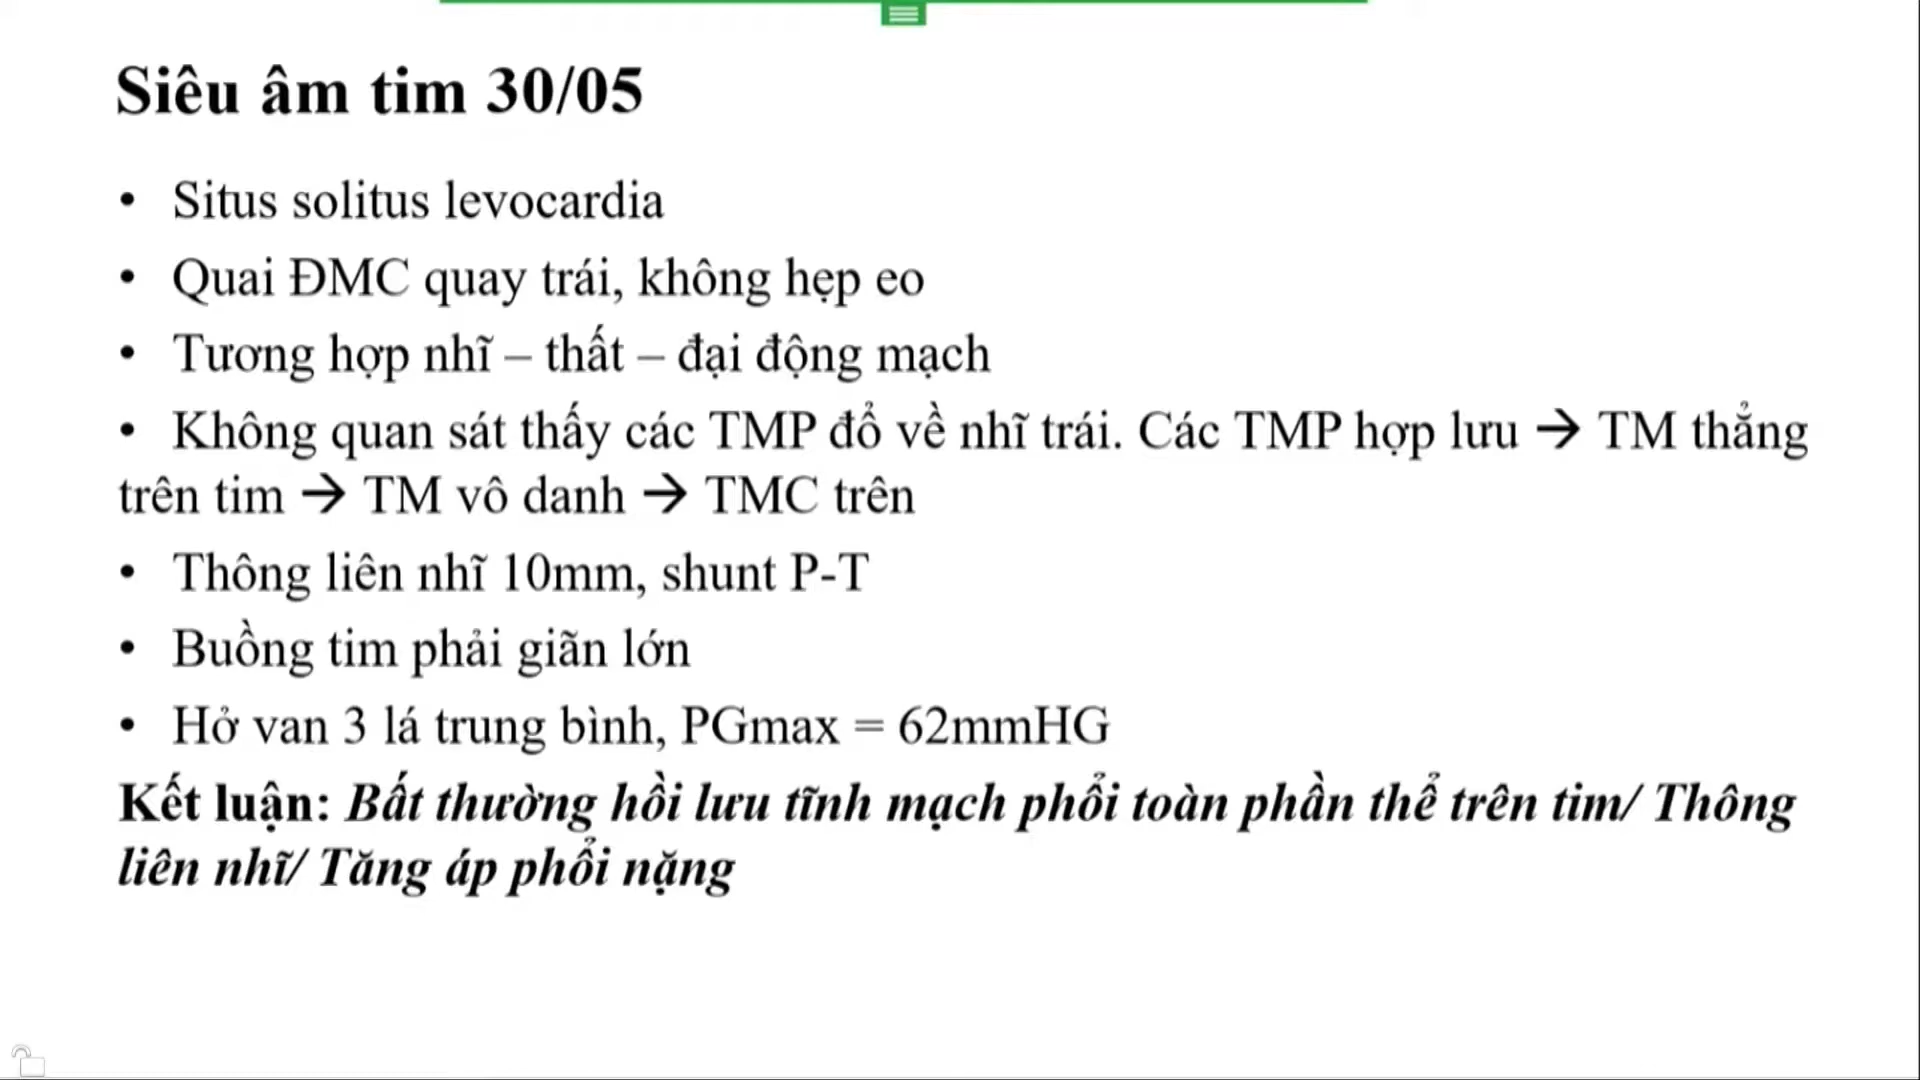 Siêu âm tim 30/05
• Situs solitus levocardia
• Quai ĐMC quay trái, không hẹp eo
• Tương hợp nhĩ – thất – đại động mạch
• Không quan sát thấy các TMP đổ về nhĩ trái. Các TMP hợp lưu → TM thẳng
trên tim → TM vô danh → TMC trên
• Thông liên nhĩ 10mm, shunt P-T
• Buồng tim phải giãn lớn
• Hở van 3 lá trung bình, PGmax = 62mmHG
Kết luận: Bất thường hồi lưu tĩnh mạch phổi toàn phần thể trên tim/ Thông
liên nhĩ/ Tăng áp phổi nặng